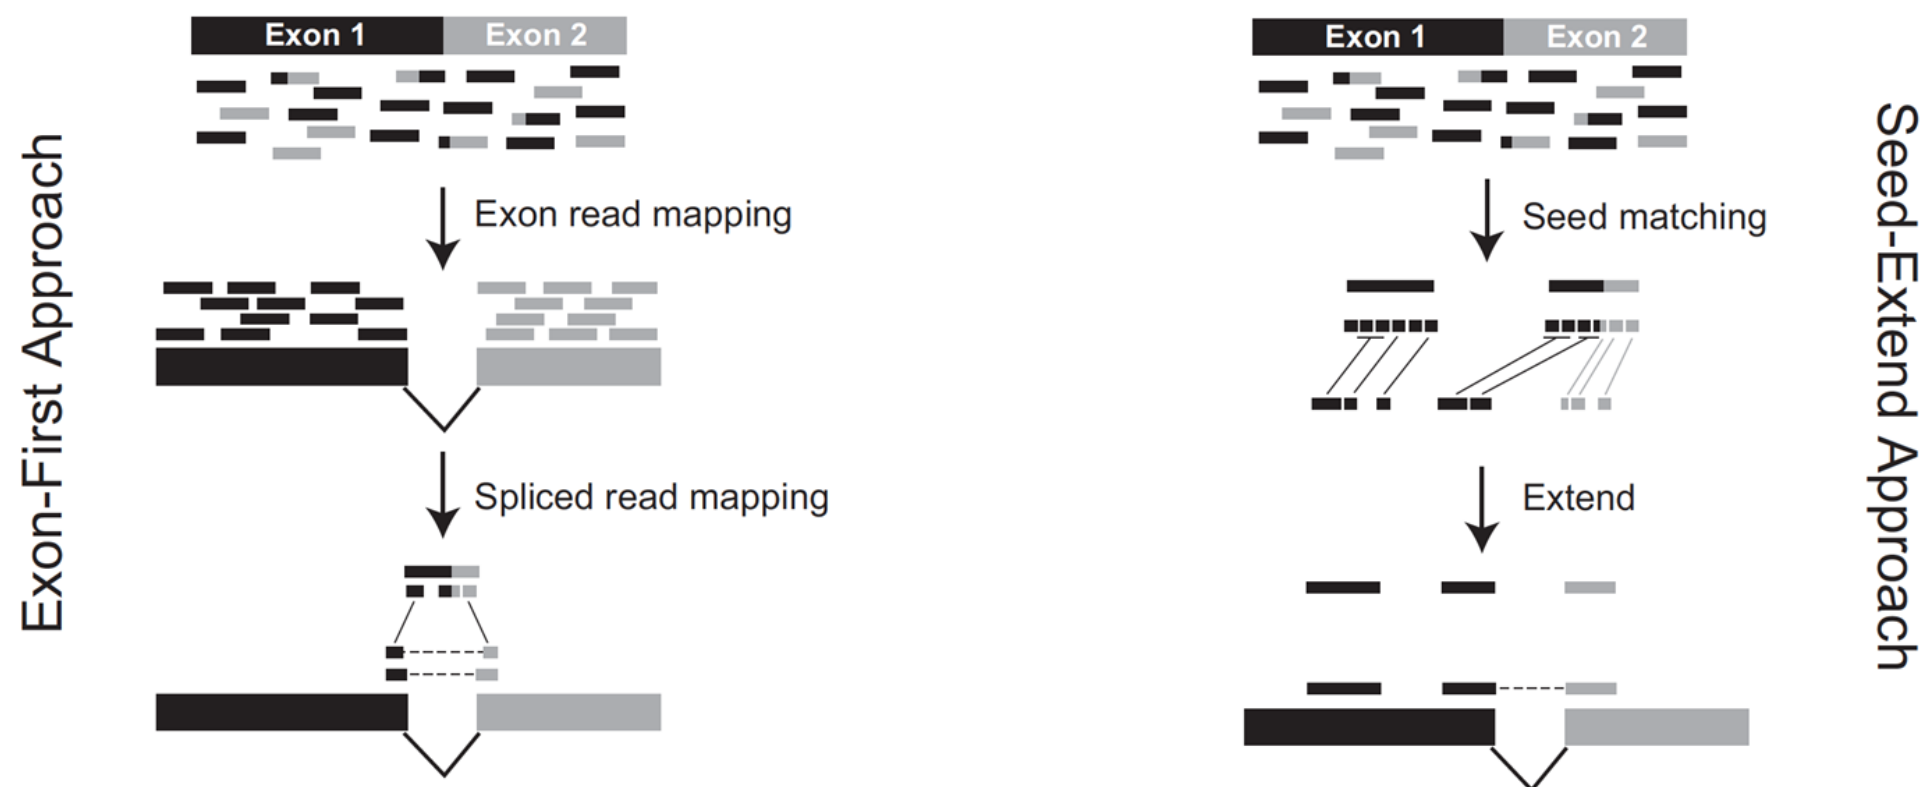 Exon-First Approach
Exon 1 Exon 2
Exon read mapping
Spliced read mapping
Exon 1 Exon 2
Seed matching
Extend
Seed-Extend Approach